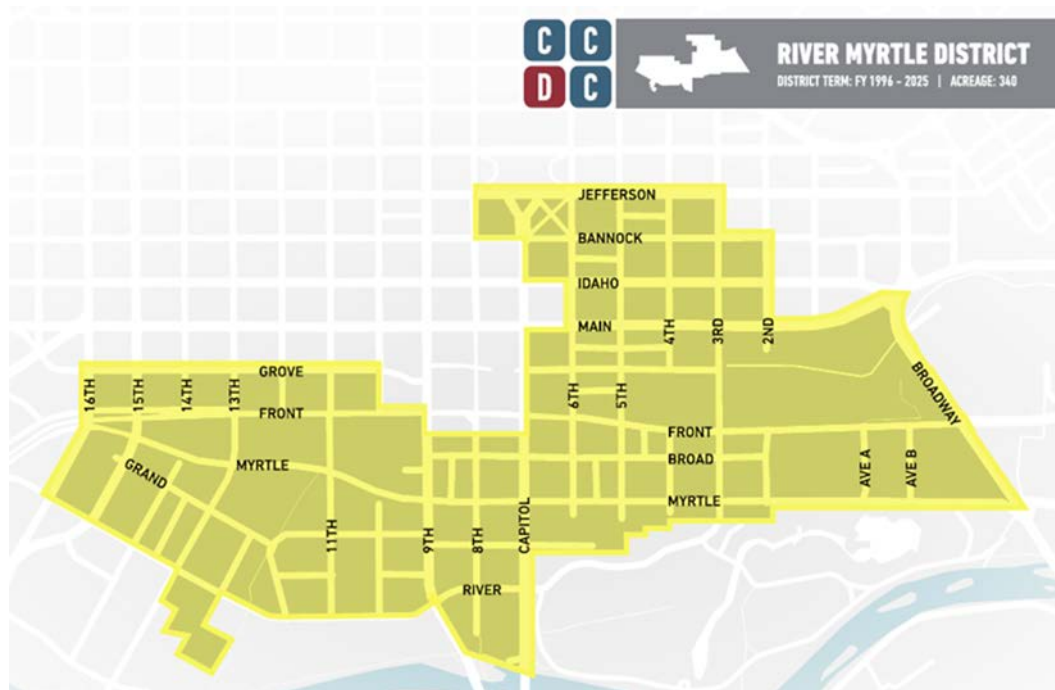 C C
D C
RIVER MYRTLE DISTRICT
DISTRICT TERM: FY 1996 - 2025 | ACREAGE: 340
JEFFERSON
BANNOCK
IDAHO
MAIN
4TH
3RD
2ND
GROVE
16TH
15TH
14TH
13TH
FRONT
6TH
5TH
BROADWAY
FRONT
BROAD
MYRTLE
GRAND
AVE A
AVE B
MYRTLE
11TH
9TH
8TH
CAPITOL
RIVER